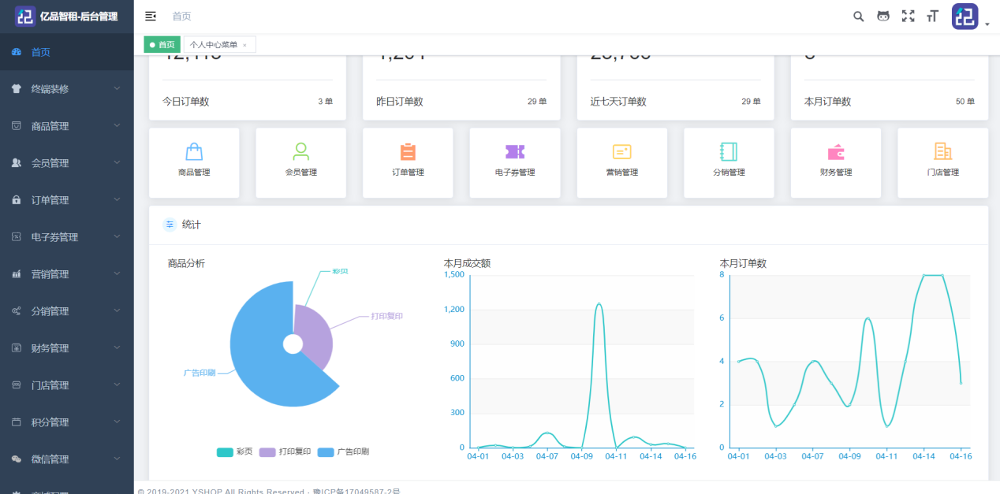 亿品智租-后台管理
首页
首页
个人中心菜单 ×
首页
终端装修
商品管理
会员管理
订单管理
电子券管理
营销管理
分销管理
财务管理
门店管理
积分管理
微信管理
今日订单数 3 单
昨日订单数 29 单
近七天订单数 29 单
本月订单数 50 单
商品管理
会员管理
订单管理
电子券管理
营销管理
分销管理
财务管理
门店管理
统计
商品分析
彩页
打印复印
广告印刷
彩页 打印复印 广告印刷
本月成交额
1,500
1,200
900
600
300
0
04-01 04-03 04-07 04-09 04-11 04-14 04-16
本月订单数
8
6
4
2
0
04-01 04-03 04-07 04-09 04-11 04-14 04-16
© 2019-2021 YSHOP All Rights Reserved · 豫ICP备17049587-2号